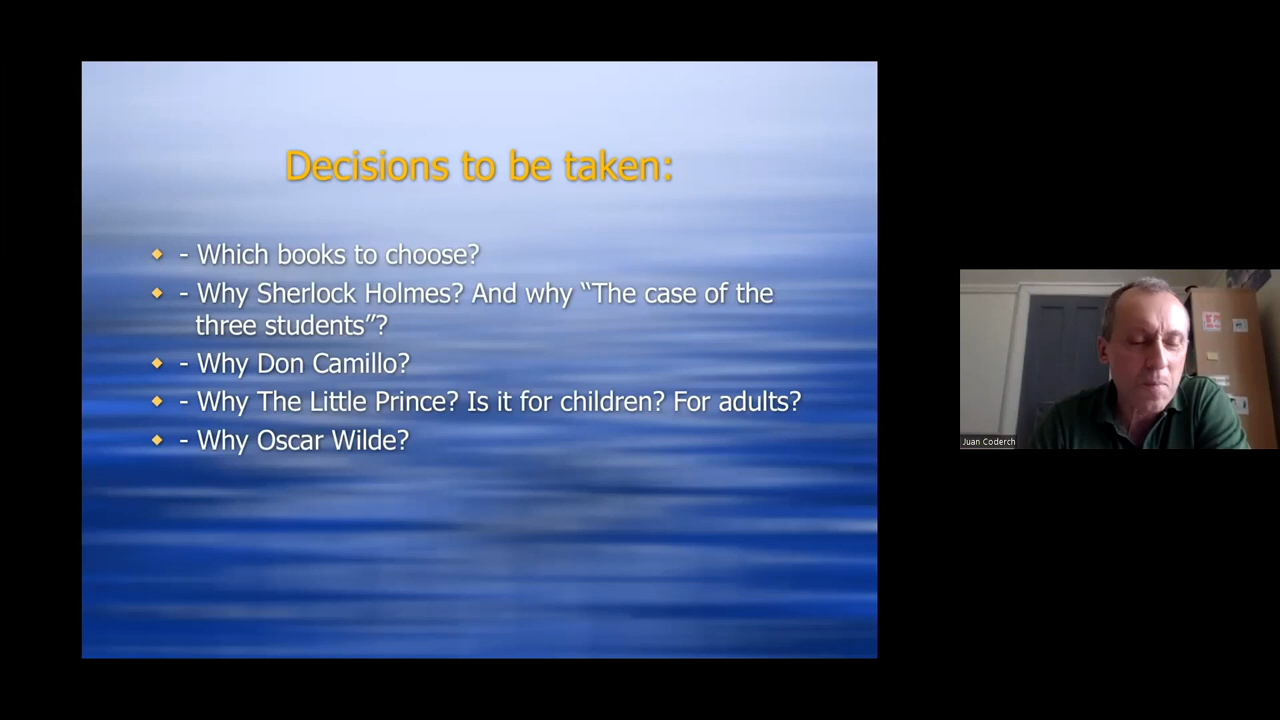 Decisions to be taken:
- Which books to choose?
- Why Sherlock Holmes? And why “The case of the
three students”?
- Why Don Camillo?
- Why The Little Prince? Is it for children? For adults?
- Why Oscar Wilde?
Juan Coderch